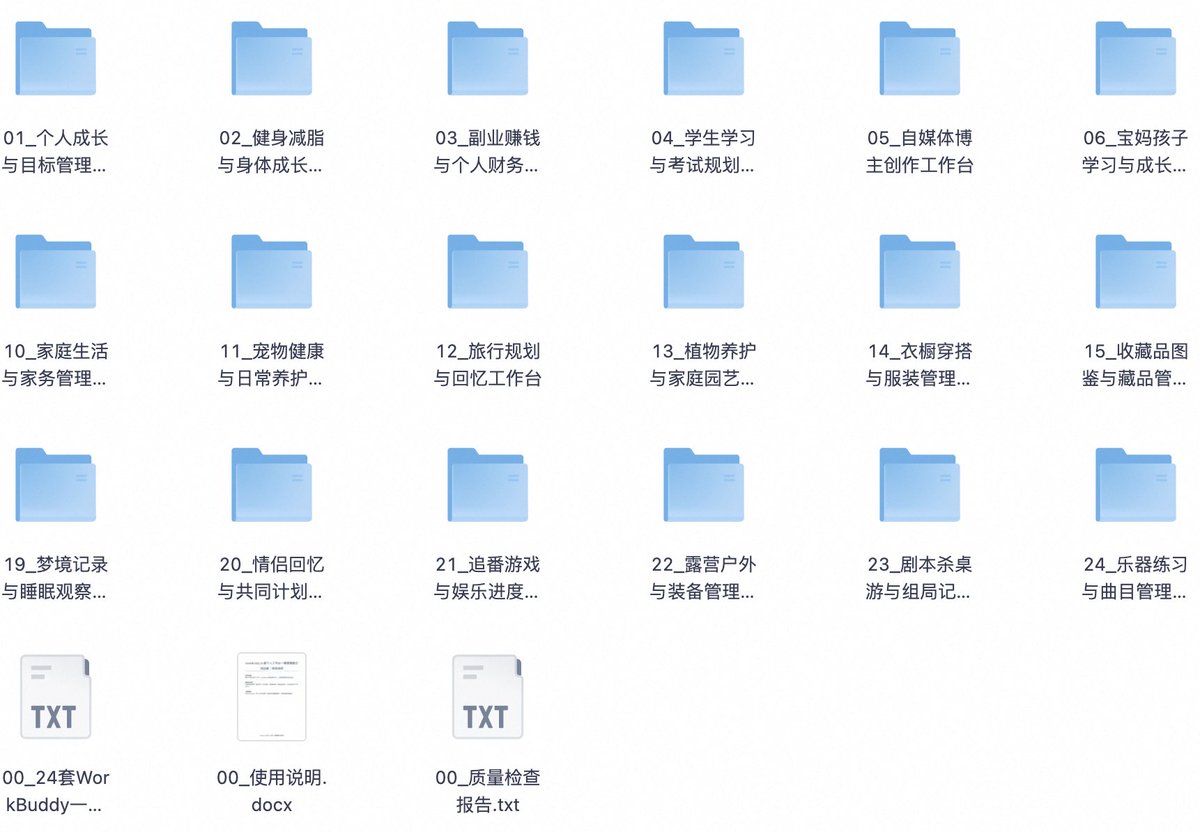 01_个人成长
与目标管理...
02_健身减脂
与身体成长...
03_副业赚钱
与个人财务...
04_学生学习
与考试规划...
05_自媒体博
主创作工作台
06_宝妈孩子
学习与成长...
10_家庭生活
与家务管理...
11_宠物健康
与日常养护...
12_旅行规划
与回忆工作台
13_植物养护
与家庭园艺...
14_衣橱穿搭
与服装管理...
15_收藏品图
鉴与藏品管...
19_梦境记录
与睡眠观察...
20_情侣回忆
与共同计划...
21_追番游戏
与娱乐进度...
22_露营户外
与装备管理...
23_剧本杀桌
游与组局记...
24_乐器练习
与曲目管理...
TXT
TXT
00_24套Wor
kBuddy一...
00_使用说明.
docx
00_质量检查
报告.txt